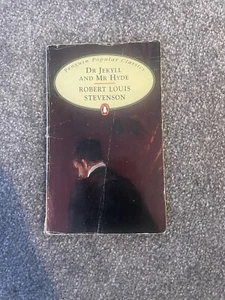 Penguin Popular Classics
DR JEKYLL
AND MR HYDE
ROBERT LOUIS
STEVENSON